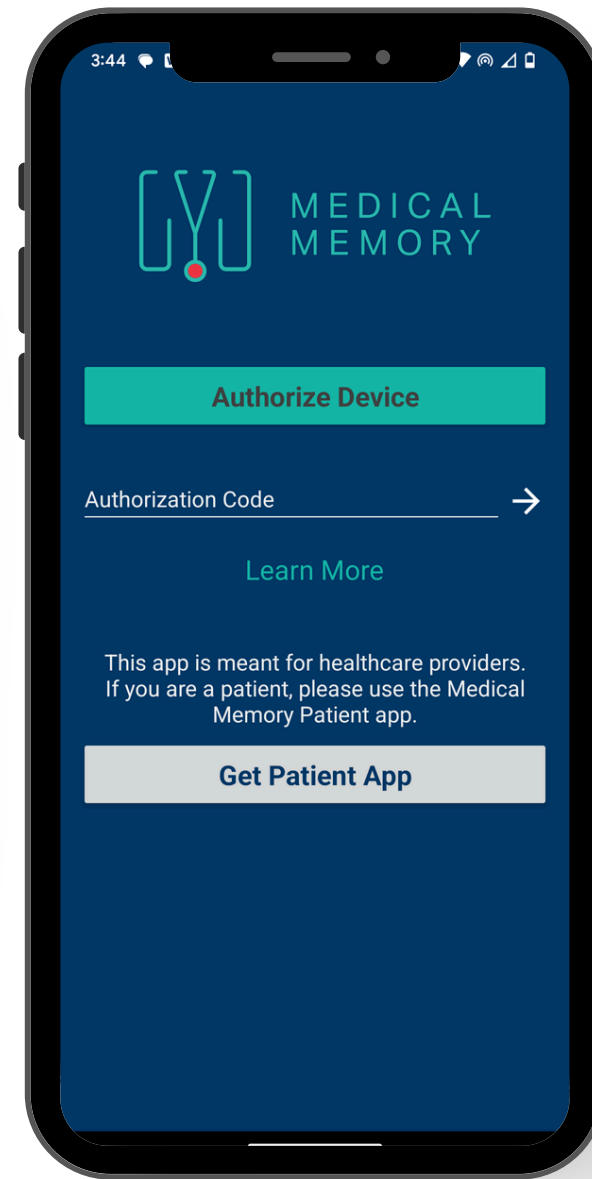 3:44
MEDICAL
MEMORY
Authorize Device
Authorization Code
Learn More
This app is meant for healthcare providers.
If you are a patient, please use the Medical
Memory Patient app.
Get Patient App